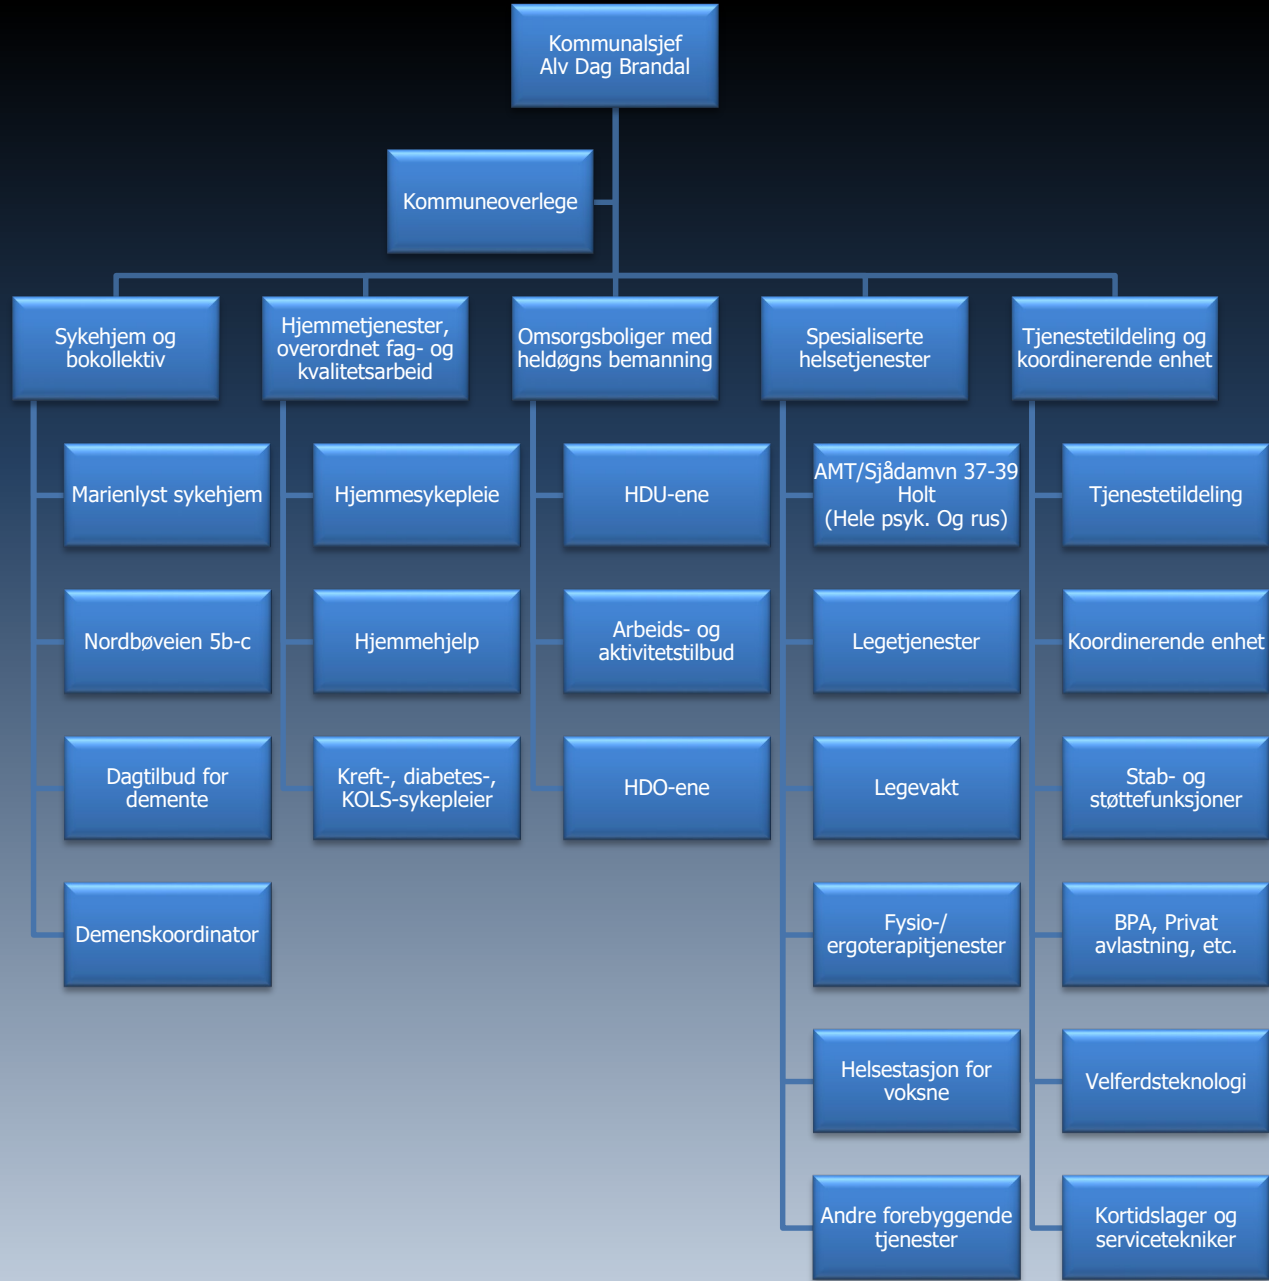 Kommunalsjef
Alv Dag Brandal
Kommuneoverlege
Sykehjem og
bokollektiv
Hjemmetjenester,
overordnet fag- og
kvalitetsarbeid
Omsorgsboliger med
heldøgns bemanning
Spesialiserte
helsetjenester
Tjenestetildeling og
koordinerende enhet
Marienlyst sykehjem
Nordbøveien 5b-c
Dagtilbud for
demente
Demenskoordinator
Hjemmesykepleie
Hjemmehjelp
Kreft-, diabetes-,
KOLS-sykepleier
HDU-ene
Arbeids- og
aktivitetstilbud
HDO-ene
AMT/Sjådamvn 37-39
Holt
(Hele psyk. Og rus)
Legetjenester
Legevakt
Fysio-/
ergoterapitjenester
Helsestasjon for
voksne
Andre forebyggende
tjenester
Tjenestetildeling
Koordinerende enhet
Stab- og
støttefunksjoner
BPA, Privat
avlastning, etc.
Velferdsteknologi
Kortidslager og
servicetekniker